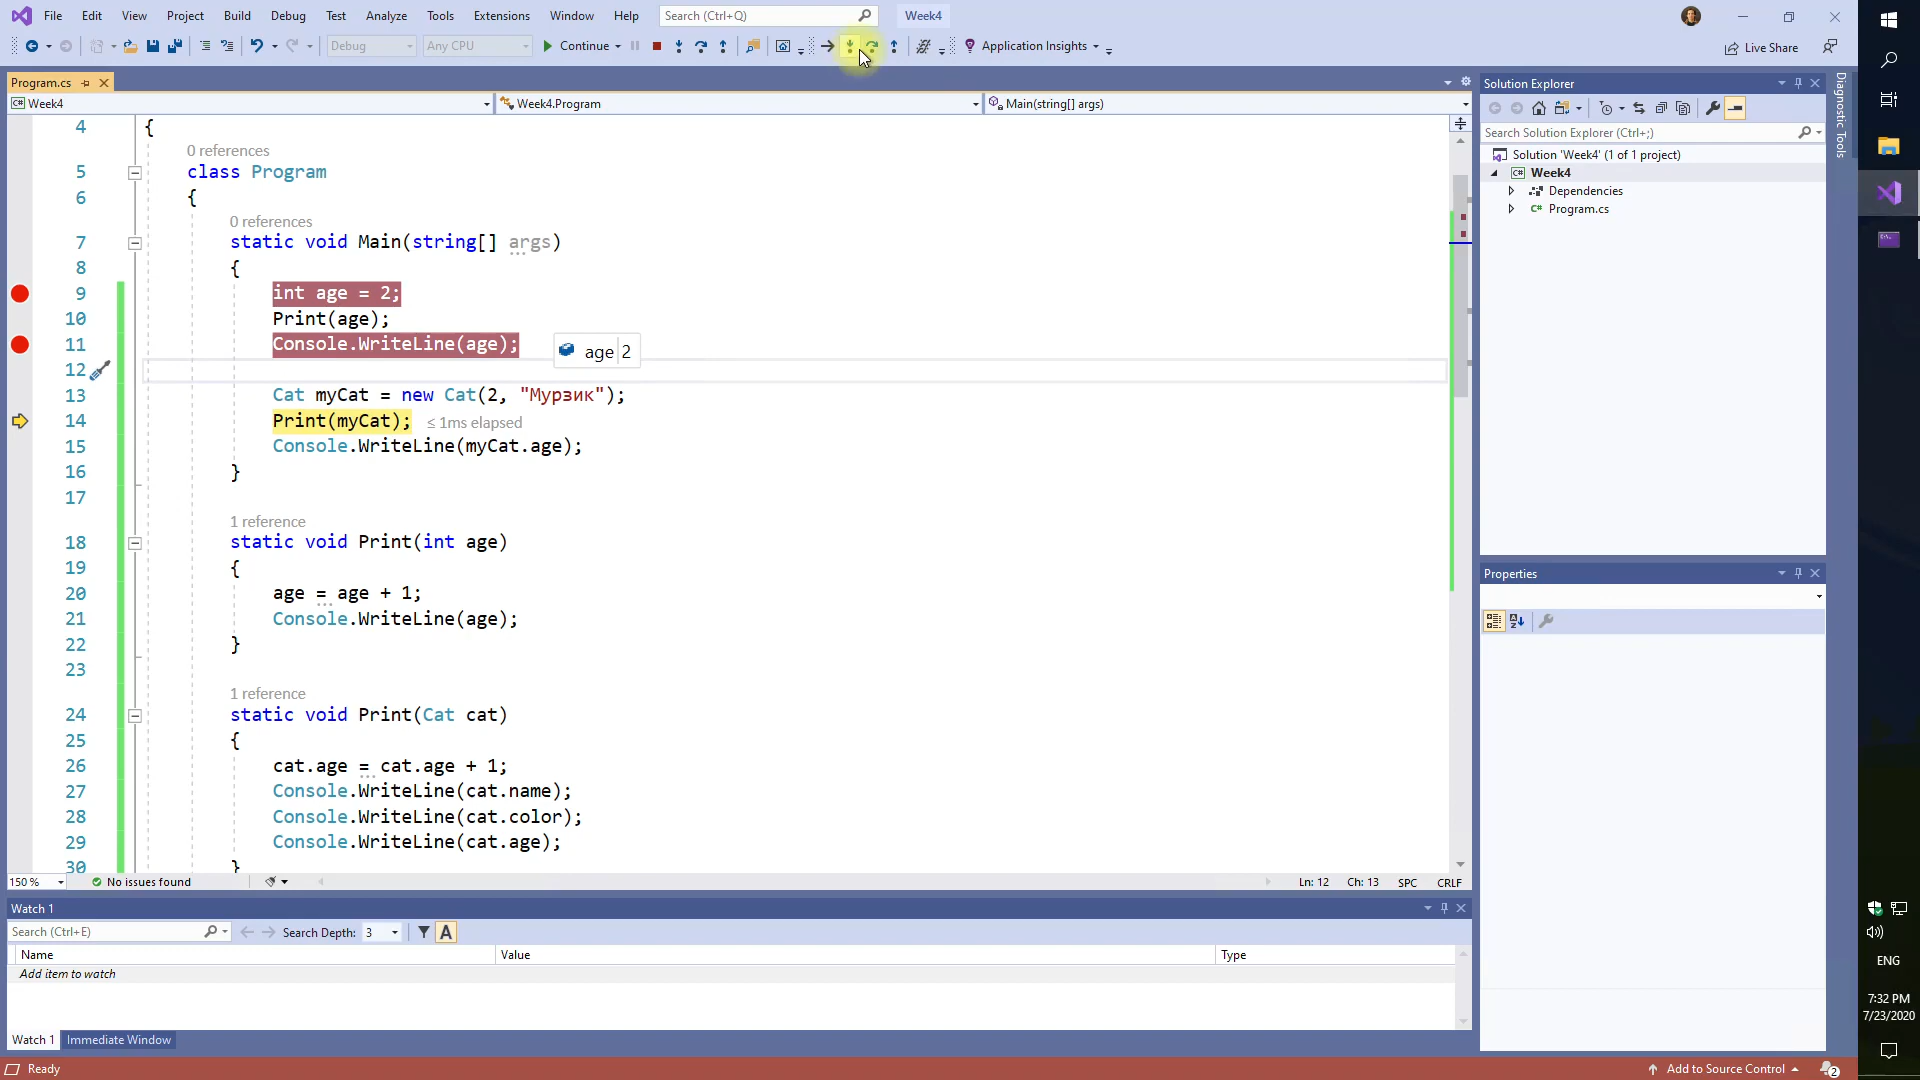 File Edit View Project Build Debug Test Analyze Tools Extensions Window Help Search (Ctrl+Q) Week4
Debug Any CPU Continue Application Insights Live Share
Program.cs
Week4 Week4.Program Main(string[] args)
4 {
0 references
5 class Program
6 {
0 references
7 static void Main(string[] args)
8 {
9 int age = 2;
10 Print(age);
11 Console.WriteLine(age); age 2
12
13 Cat myCat = new Cat(2, "Мурзик");
14 Print(myCat); ≤ 1ms elapsed
15 Console.WriteLine(myCat.age);
16 }
17
1 reference
18 static void Print(int age)
19 {
20 age = age + 1;
21 Console.WriteLine(age);
22 }
23
1 reference
24 static void Print(Cat cat)
25 {
26 cat.age = cat.age + 1;
27 Console.WriteLine(cat.name);
28 Console.WriteLine(cat.color);
29 Console.WriteLine(cat.age);
30 }
150 % No issues found Ln: 12 Ch: 13 SPC CRLF
Watch 1
Search (Ctrl+E) Search Depth: 3 A
Name Value Type
Add item to watch
Watch 1 Immediate Window
Ready Add to Source Control 2
Solution Explorer
Search Solution Explorer (Ctrl+;)
Solution 'Week4' (1 of 1 project)
C# Week4
Dependencies
C# Program.cs
Properties
Diagnostic Tools
ENG
7:32 PM
7/23/2020